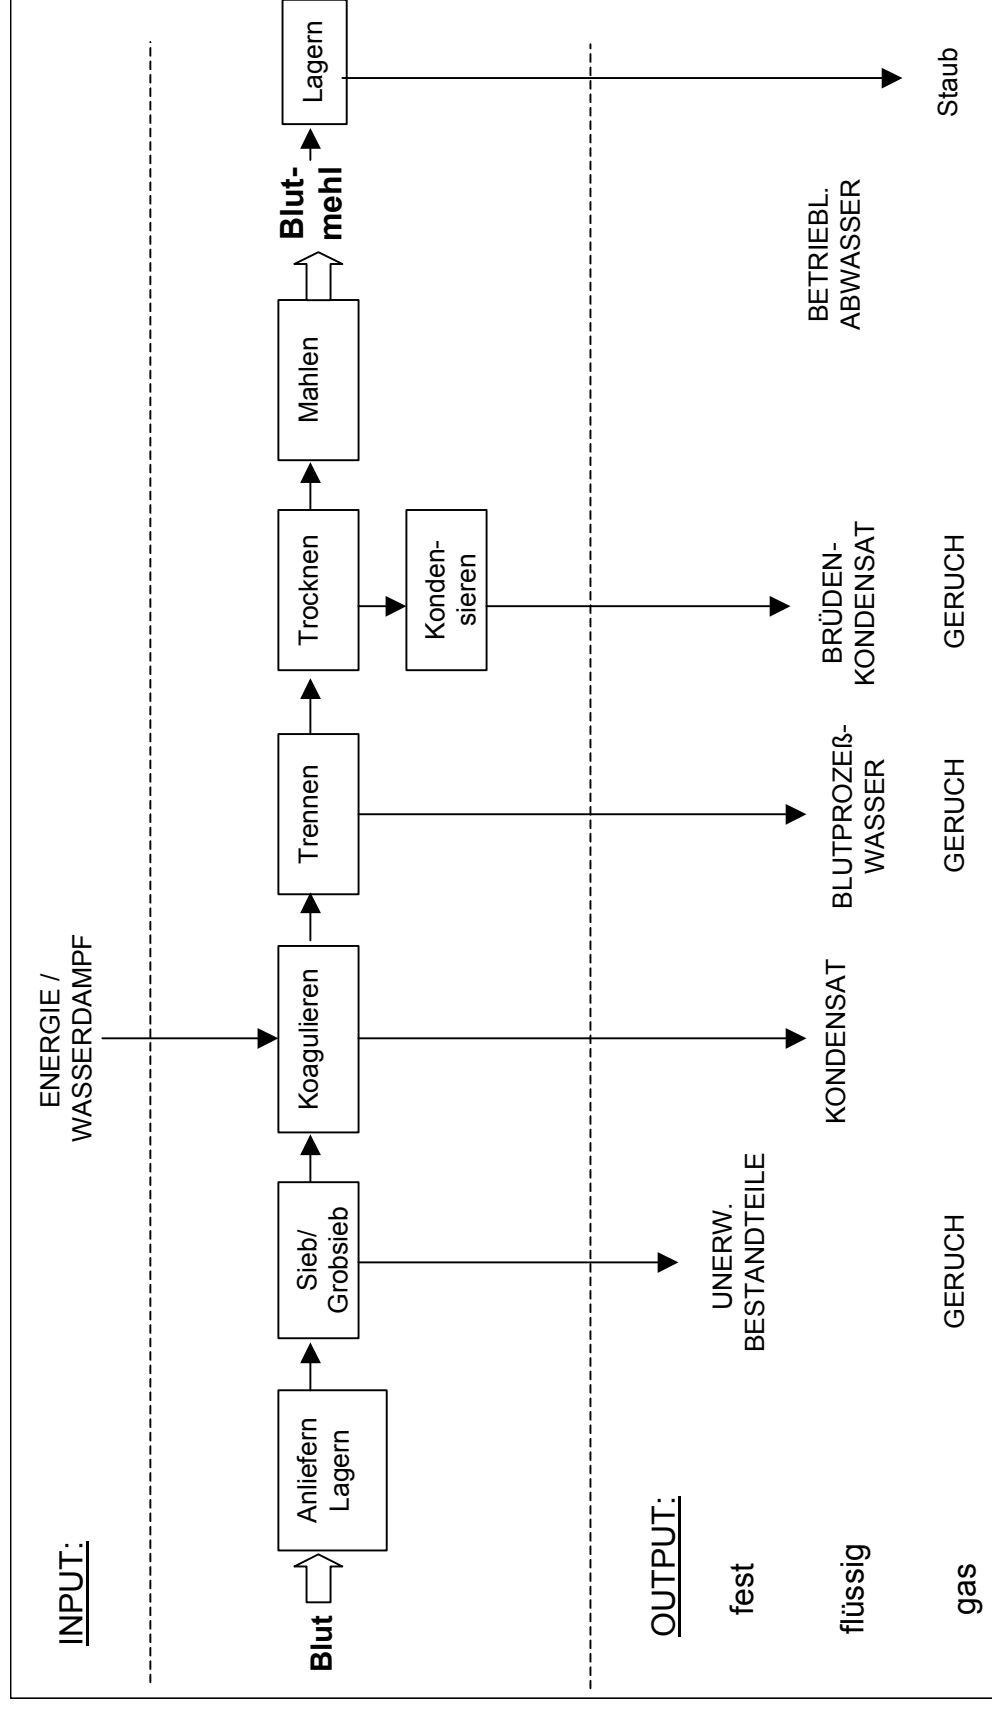 INPUT:
ENERGIE /
WASSERDAMPF
Blut
Anliefern
Lagern
Sieb/
Grobsieb
Koagulieren
Trennen
Trocknen
Konden-
sieren
Mahlen
Blut-
mehl
Lagern
OUTPUT:
fest
UNERW.
BESTANDTEILE
flüssig
KONDENSAT
BLUTPROZEß-
WASSER
BRÜDEN-
KONDENSAT
BETRIEBL.
ABWASSER
gas
GERUCH
GERUCH
GERUCH
Staub